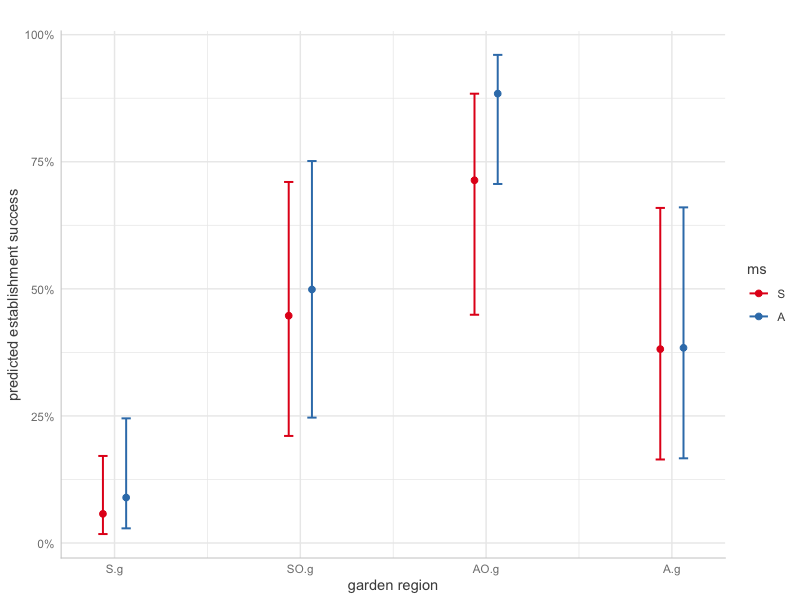 100%
75%
50%
25%
0%
predicted establishment success
S.g
SO.g
AO.g
A.g
garden region
ms
S
A